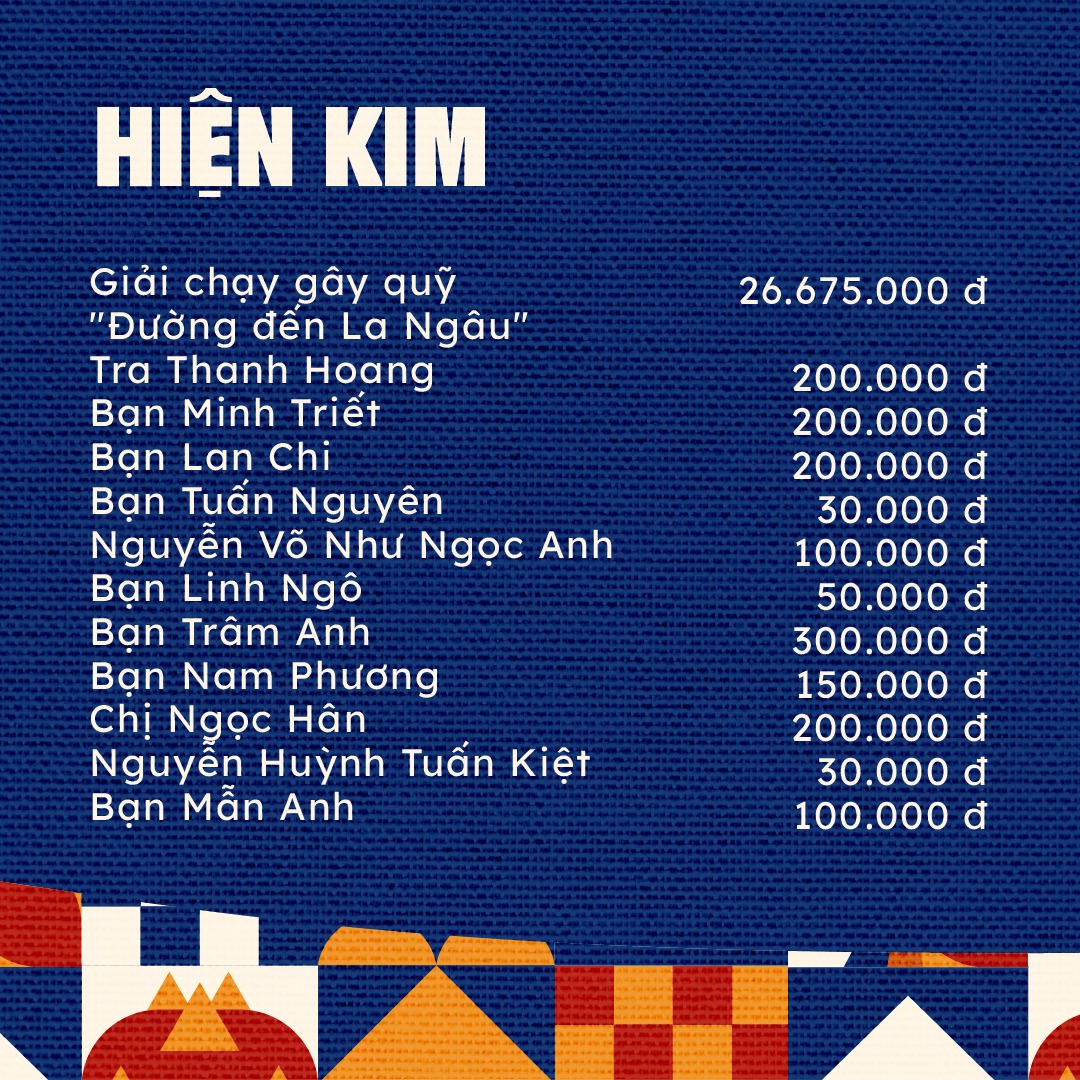 HIỆN KIM
Giải chạy gây quỹ 26.675.000 đ
"Đường đến La Ngâu"
Tra Thanh Hoang 200.000 đ
Bạn Minh Triết 200.000 đ
Bạn Lan Chi 200.000 đ
Bạn Tuấn Nguyên 30.000 đ
Nguyễn Võ Như Ngọc Anh 100.000 đ
Bạn Linh Ngô 50.000 đ
Bạn Trâm Anh 300.000 đ
Bạn Nam Phương 150.000 đ
Chị Ngọc Hân 200.000 đ
Nguyễn Huỳnh Tuấn Kiệt 30.000 đ
Bạn Mẫn Anh 100.000 đ